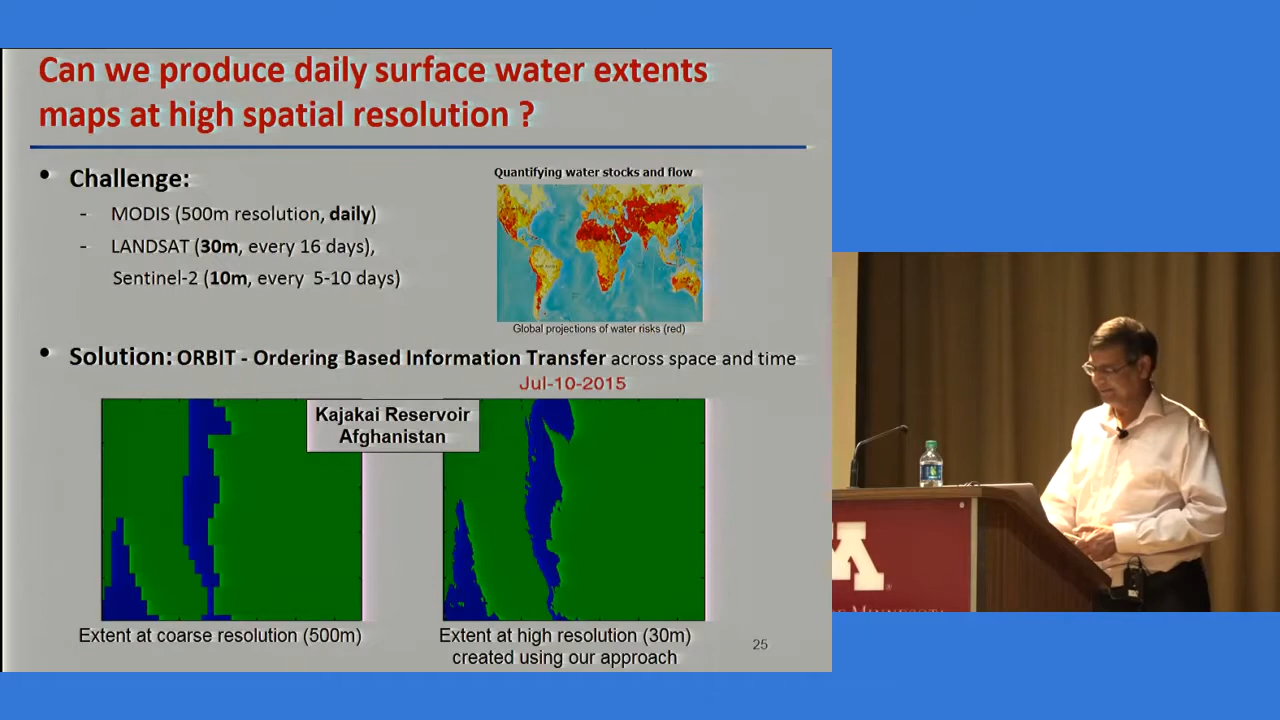 Can we produce daily surface water extents
maps at high spatial resolution ?
• Challenge:
- MODIS (500m resolution, daily)
- LANDSAT (30m, every 16 days),
Sentinel-2 (10m, every 5-10 days)
Quantifying water stocks and flow
Global projections of water risks (red)
• Solution: ORBIT - Ordering Based Information Transfer across space and time
Jul-10-2015
Kajakai Reservoir
Afghanistan
Extent at coarse resolution (500m)
Extent at high resolution (30m)
created using our approach
25
M
OF MINNESOTA